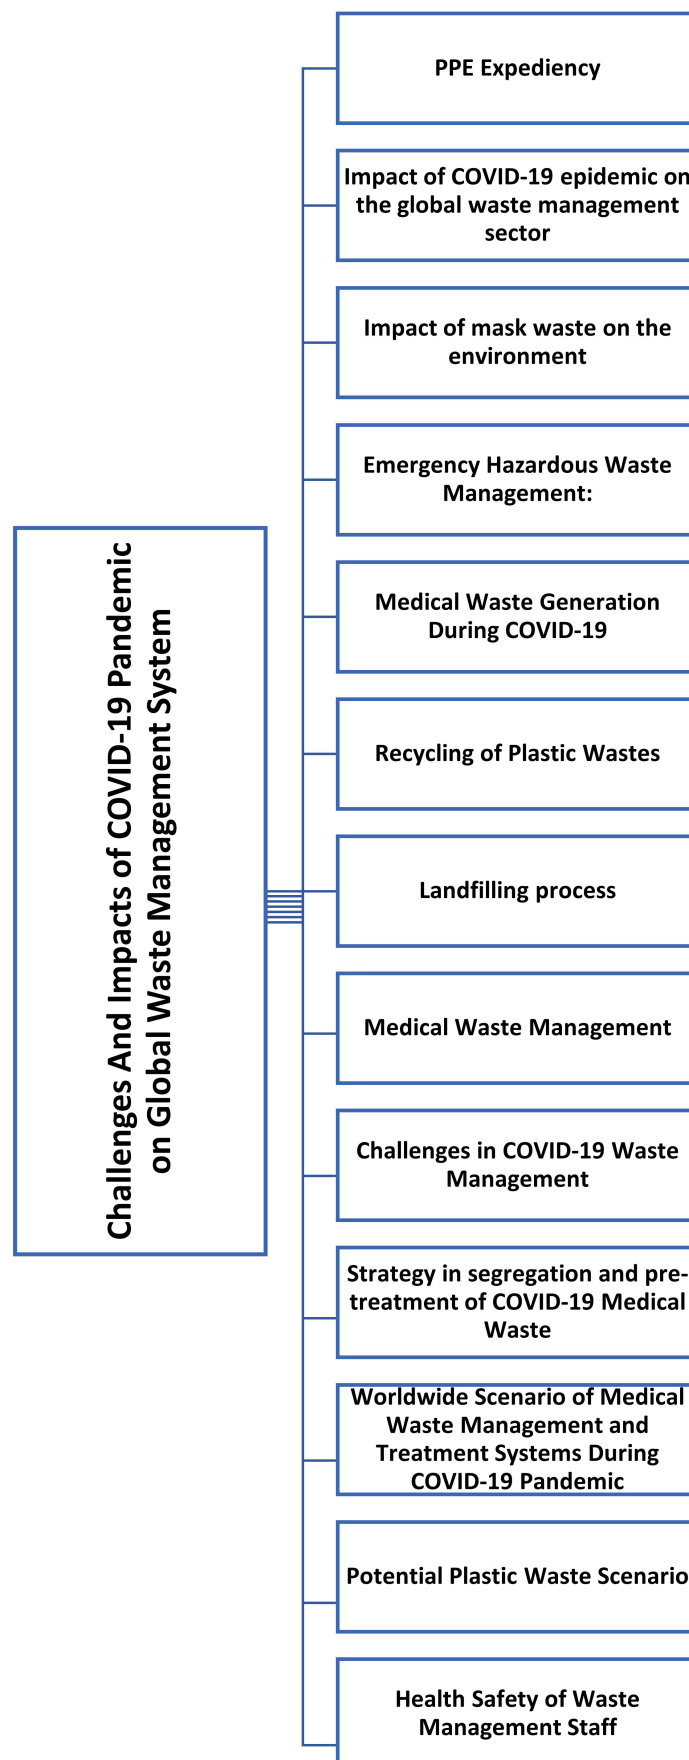 Challenges And Impacts of COVID-19 Pandemic
on Global Waste Management System
PPE Expediency
Impact of COVID-19 epidemic on
the global waste management
sector
Impact of mask waste on the
environment
Emergency Hazardous Waste
Management:
Medical Waste Generation
During COVID-19
Recycling of Plastic Wastes
Landfilling process
Medical Waste Management
Challenges in COVID-19 Waste
Management
Strategy in segregation and pre-
treatment of COVID-19 Medical
Waste
Worldwide Scenario of Medical
Waste Management and
Treatment Systems During
COVID-19 Pandemic
Potential Plastic Waste Scenario
Health Safety of Waste
Management Staff